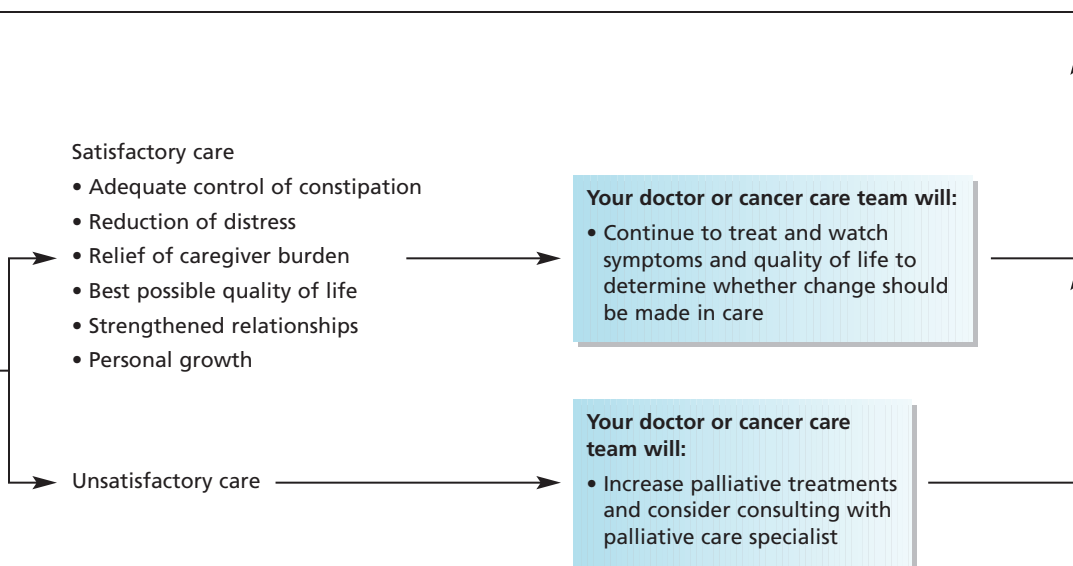 Satisfactory care
• Adequate control of constipation
• Reduction of distress
• Relief of caregiver burden
• Best possible quality of life
• Strengthened relationships
• Personal growth
Your doctor or cancer care team will:
• Continue to treat and watch
symptoms and quality of life to
determine whether change should
be made in care
Unsatisfactory care
Your doctor or cancer care
team will:
• Increase palliative treatments
and consider consulting with
palliative care specialist